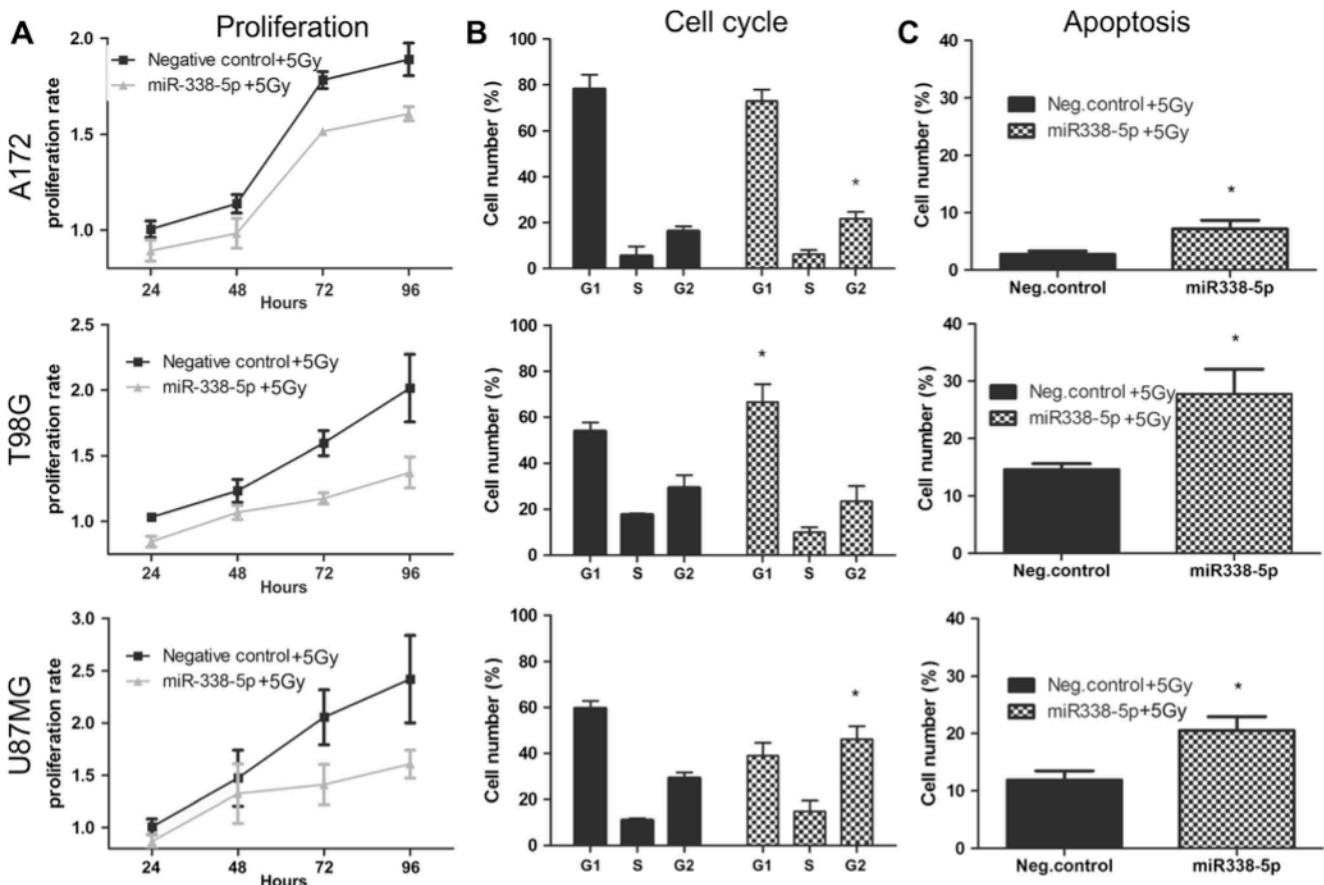 A
Proliferation
B
Cell cycle
C
Apoptosis
A172
proliferation rate
2.0
1.5
1.0
Negative control+5Gy
miR-338-5p+5Gy
24 48 72 96
Hours
Cell number (%)
100
80
60
40
20
0
*
G1 S G2 G1 S G2
Cell number (%)
40
30
20
10
0
Neg.control+5Gy
miR338-5p+5Gy
*
Neg.control miR338-5p
T98G
proliferation rate
2.5
2.0
1.5
1.0
Negative control+5Gy
miR-338-5p+5Gy
24 48 72 96
Hours
Cell number (%)
100
80
60
40
20
0
*
G1 S G2 G1 S G2
Cell number (%)
40
30
20
10
0
Neg.control+5Gy
miR338-5p+5Gy
*
Neg.control miR338-5p
U87MG
proliferation rate
3.0
2.5
2.0
1.5
1.0
Negative control+5Gy
miR-338-5p+5Gy
24 48 72 96
Hours
Cell number (%)
100
80
60
40
20
0
*
G1 S G2 G1 S G2
Cell number (%)
40
30
20
10
0
Neg.control+5Gy
miR338-5p+5Gy
*
Neg.control miR338-5p